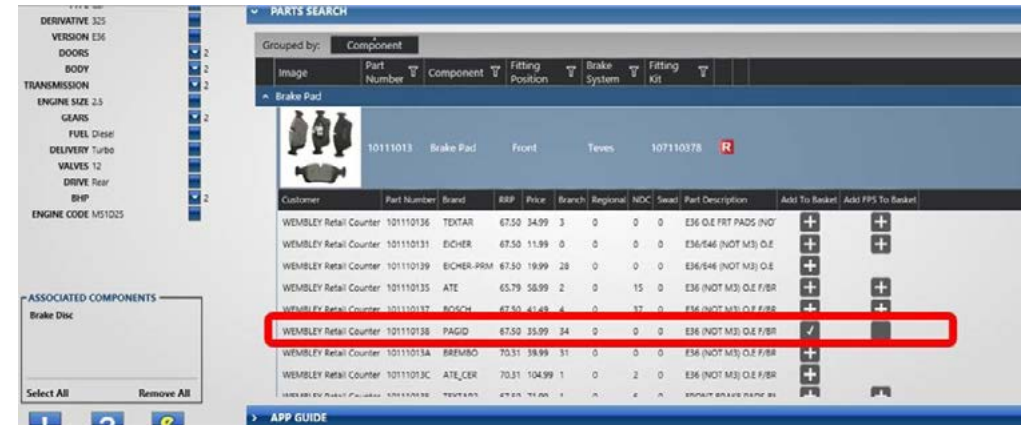 DERIVATIVE 325
VERSION E36
DOORS 2
BODY 2
TRANSMISSION 2
ENGINE SIZE 2.5
GEARS 2
FUEL Diesel
DELIVERY Turbo
VALVES 12
DRIVE Rear
BHP 2
ENGINE CODE M51D25
ASSOCIATED COMPONENTS
Brake Disc
Select All Remove All
PARTS SEARCH
Grouped by: Component
Image Part Number Component Fitting Position Brake System Fitting Kit
Brake Pad
10111013 Brake Pad Front Teves 107110378 R
Customer Part Number Brand RRP Price Branch Regional NDC Swad Part Description Add To Basket Add FPS To Basket
WEMBLEY Retail Counter 101110136 TEXTAR 67.50 34.99 3 0 0 0 E36 O.E FRT PADS (NOT
WEMBLEY Retail Counter 101110131 EICHER 67.50 11.99 0 0 0 0 E36/E46 (NOT M3) O.E
WEMBLEY Retail Counter 101110139 EICHER-PRM 67.50 19.99 28 0 0 0 E36/E46 (NOT M3) O.E
WEMBLEY Retail Counter 101110135 ATE 65.79 58.99 2 0 15 0 E36 (NOT M3) O.E F/BR
WEMBLEY Retail Counter 101110137 BOSCH 67.50 41.49 4 0 37 0 E36 (NOT M3) O.E F/BR
WEMBLEY Retail Counter 101110138 PAGID 67.50 35.99 34 0 0 0 E36 (NOT M3) O.E F/BR
WEMBLEY Retail Counter 10111013A BREMBO 70.31 39.99 31 0 0 0 E36 (NOT M3) O.E F/BR
WEMBLEY Retail Counter 10111013C ATE_CER 70.31 104.99 1 0 2 0 E36 (NOT M3) O.E F/BR
APP GUIDE